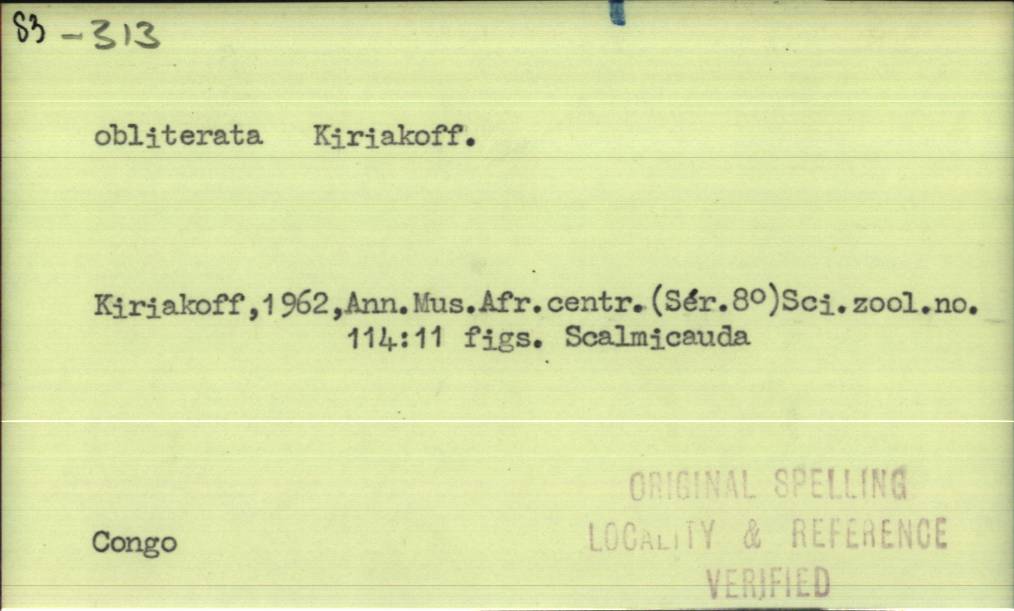 83 -313
obliterata Kiriakoff.
Kiriakoff,1962,Ann.Mus.Afr.centr.(Sér.8º)Sci.zool.no.
114:11 figs. Scalmicauda
ORIGINAL SPELLING
LOCALITY & REFERENCE
Congo
VERIFIED